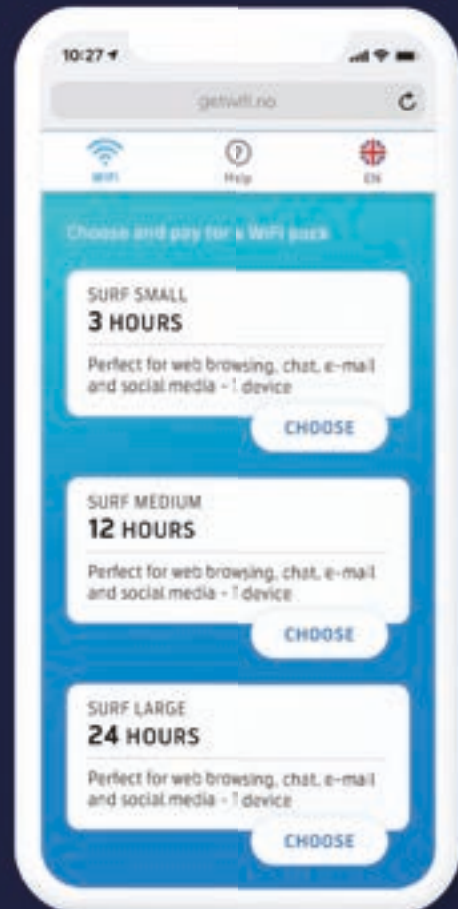 10:27
getwifi.no
WiFi
Help
EN
Choose and pay for a WiFi pack
SURF SMALL
3 HOURS
Perfect for web browsing, chat, e-mail
and social media - 1 device
CHOOSE
SURF MEDIUM
12 HOURS
Perfect for web browsing, chat, e-mail
and social media - 1 device
CHOOSE
SURF LARGE
24 HOURS
Perfect for web browsing, chat, e-mail
and social media - 1 device
CHOOSE